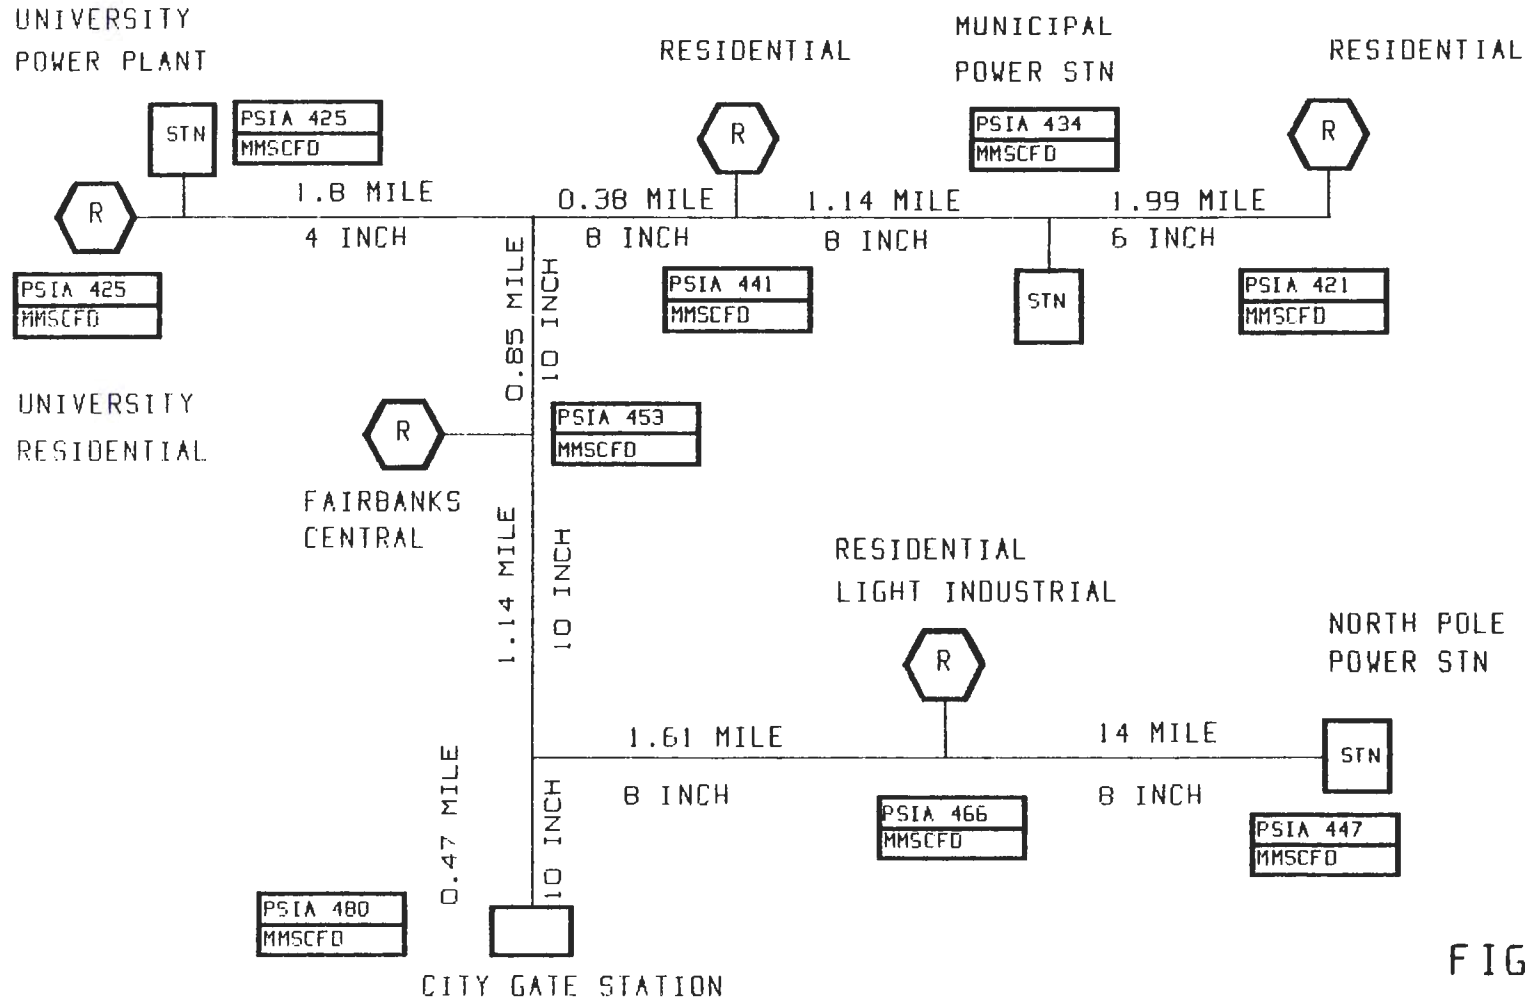 UNIVERSITY
POWER PLANT
STN
PSIA 425
MMSCFD
R
1.8 MILE
4 INCH
PSIA 425
MMSCFD
UNIVERSITY
RESIDENTIAL
RESIDENTIAL
R
0.38 MILE
8 INCH
PSIA 441
MMSCFD
MUNICIPAL
POWER STN
PSIA 434
MMSCFD
1.14 MILE
8 INCH
STN
RESIDENTIAL
R
1.99 MILE
6 INCH
PSIA 421
MMSCFD
0.85 MILE
10 INCH
R
PSIA 453
MMSCFD
FAIRBANKS
CENTRAL
1.14 MILE
10 INCH
RESIDENTIAL
LIGHT INDUSTRIAL
R
1.61 MILE
8 INCH
PSIA 466
MMSCFD
NORTH POLE
POWER STN
14 MILE
8 INCH
STN
PSIA 447
MMSCFD
0.47 MILE
10 INCH
PSIA 480
MMSCFD
CITY GATE STATION
FIG